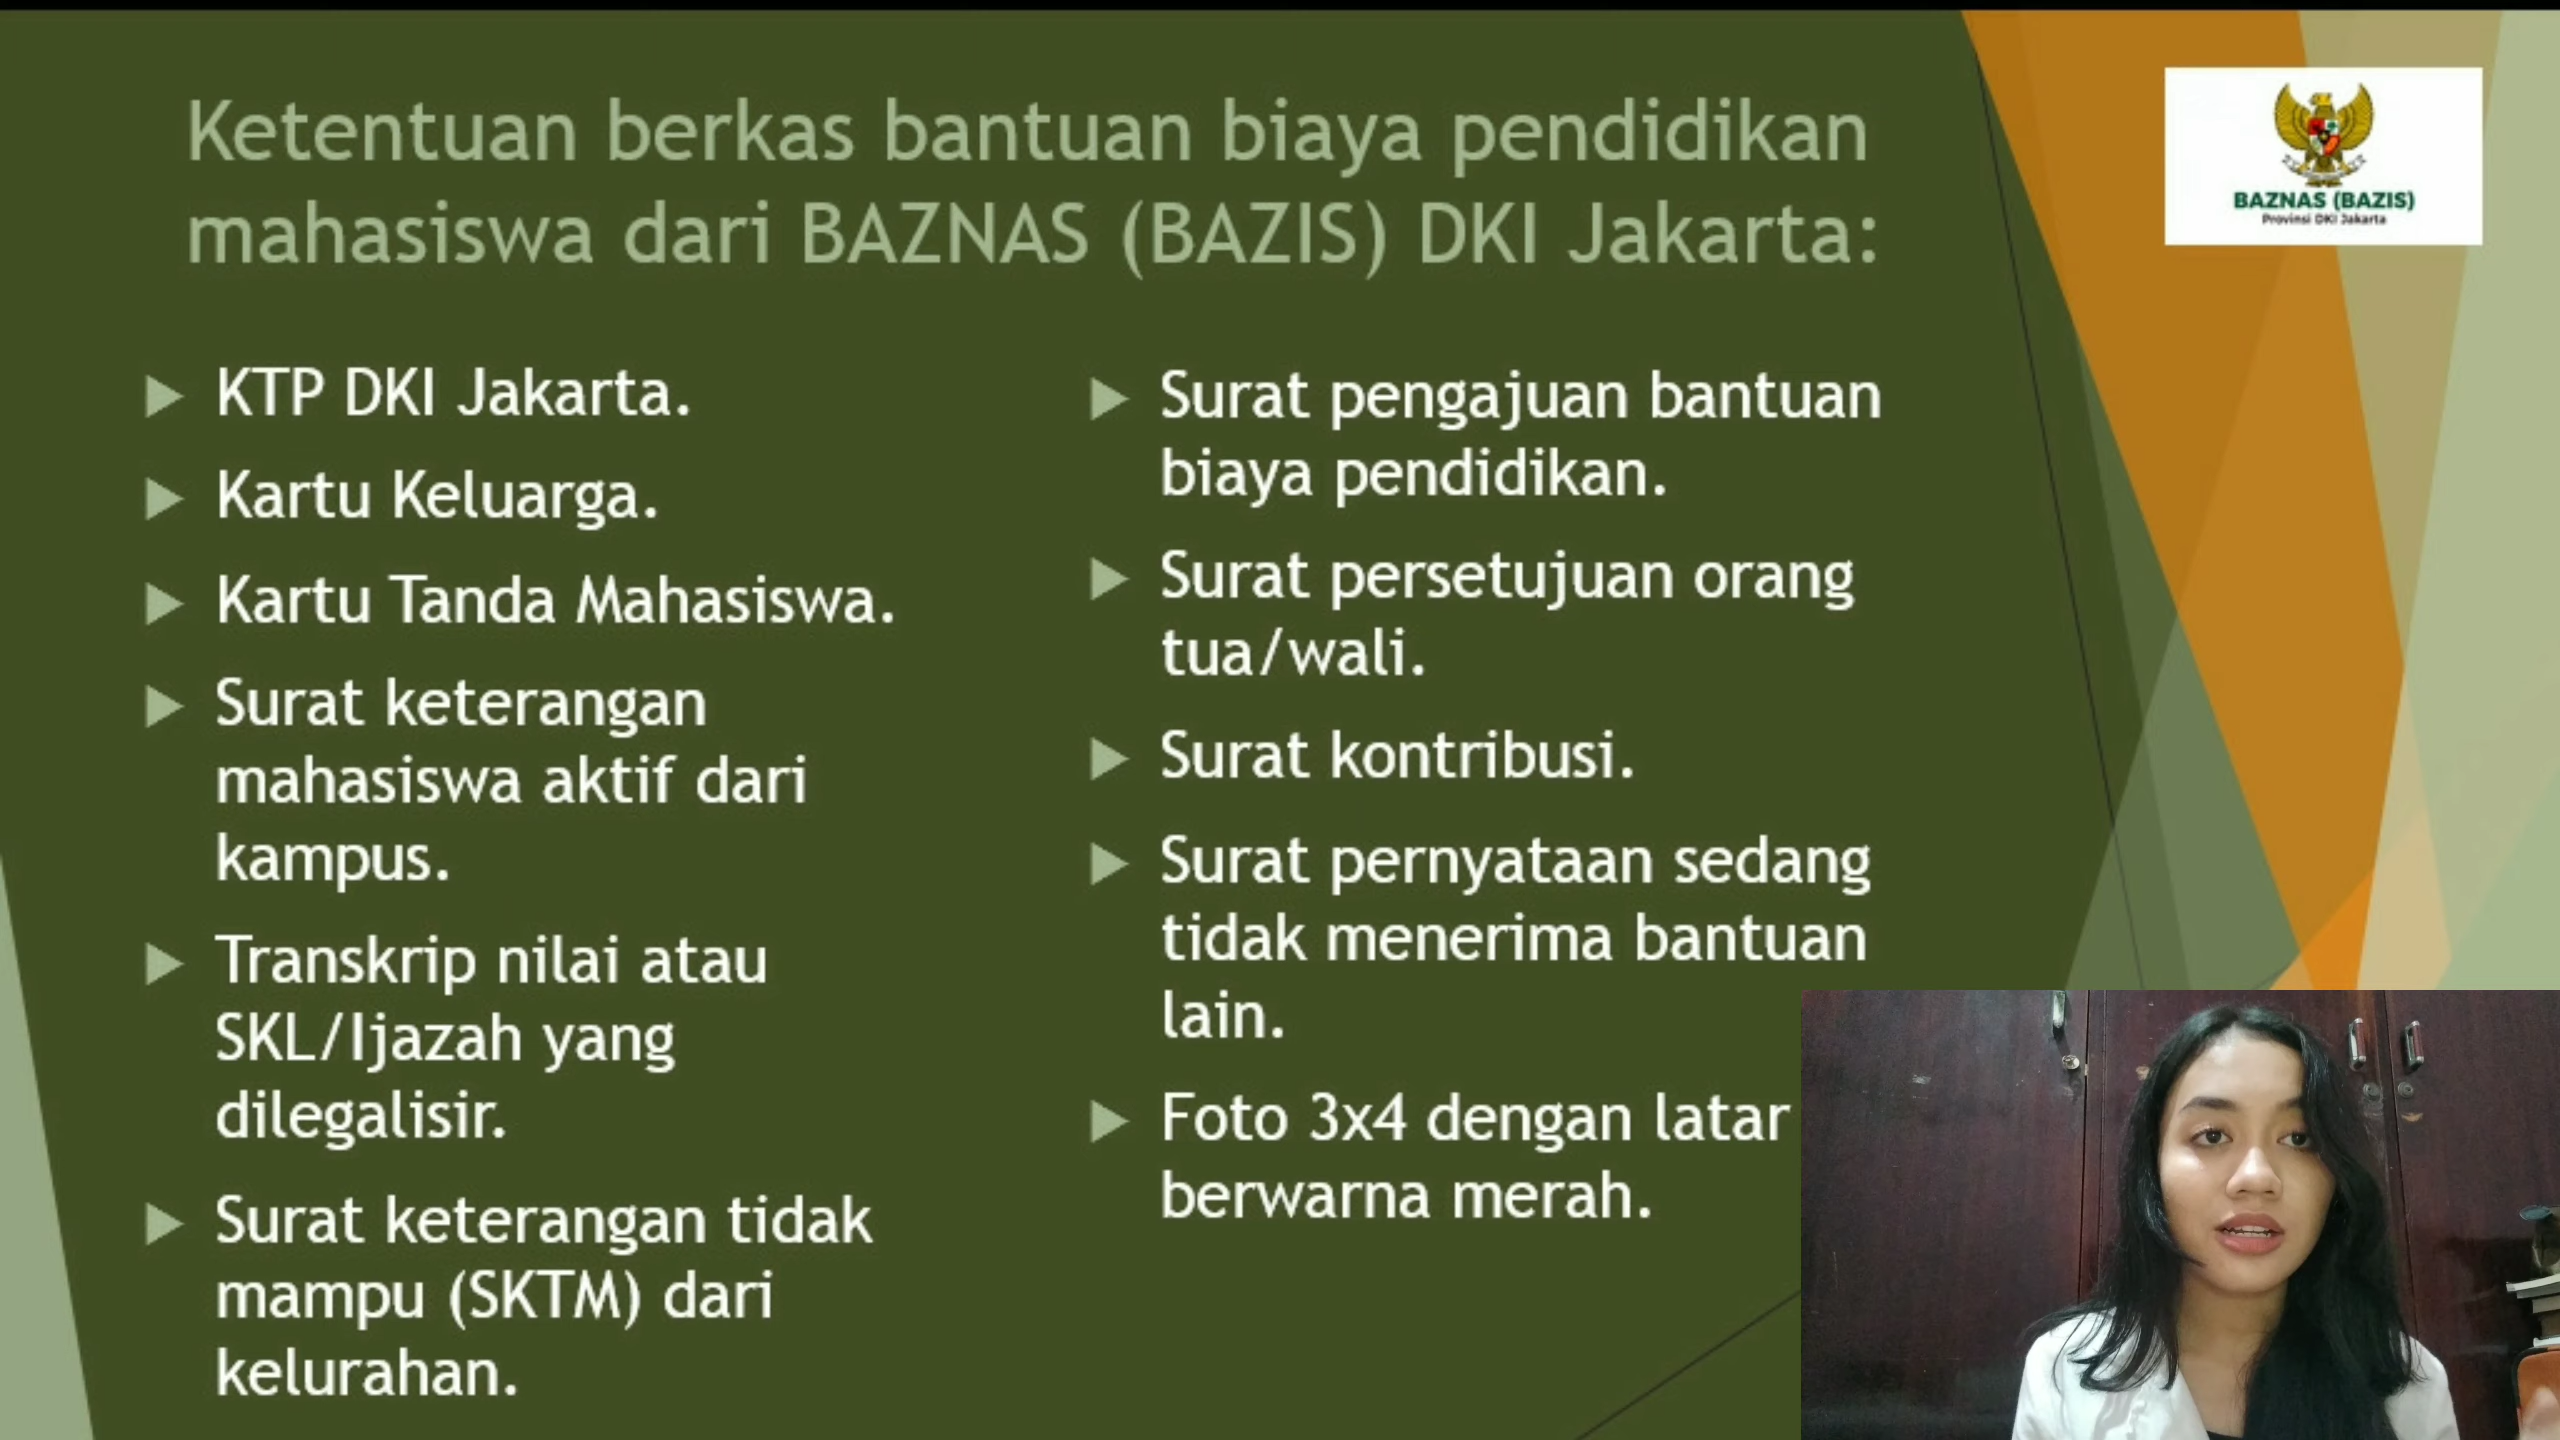 Ketentuan berkas bantuan biaya pendidikan
mahasiswa dari BAZNAS (BAZIS) DKI Jakarta:
BAZNAS (BAZIS)
Provinsi DKI Jakarta
KTP DKI Jakarta.
Kartu Keluarga.
Kartu Tanda Mahasiswa.
Surat keterangan
mahasiswa aktif dari
kampus.
Transkrip nilai atau
SKL/Ijazah yang
dilegalisir.
Surat keterangan tidak
mampu (SKTM) dari
kelurahan.
Surat pengajuan bantuan
biaya pendidikan.
Surat persetujuan orang
tua/wali.
Surat kontribusi.
Surat pernyataan sedang
tidak menerima bantuan
lain.
Foto 3x4 dengan latar
berwarna merah.